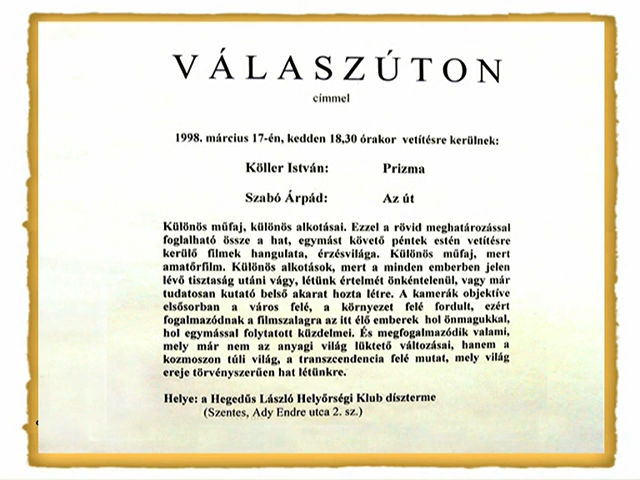 VÁLASZÚTON
címmel
1998. március 17-én, kedden 18,30 órakor vetítésre kerülnek:
Köller István: Prizma
Szabó Árpád: Az út
Különös műfaj, különös alkotásai. Ezzel a rövid meghatározással
foglalható össze a hat, egymást követő péntek estén vetítésre
kerülő filmek hangulata, érzésvilága. Különös műfaj, mert
amatőrfilm. Különös alkotások, mert a minden emberben jelen
lévő tisztaság utáni vágy, létünk értelmét önkéntelenül, vagy már
tudatosan kutató belső akarat hozta létre. A kamerák objektíve
elsősorban a város felé, a környezet felé fordult, ezért
fogalmazódnak a filmszalagra az itt élő emberek hol önmagukkal,
hol egymással folytatott küzdelmei. És megfogalmazódik valami,
mely már nem az anyagi világ lüktető változásai, hanem a
kozmoszon túli világ, a transzcendencia felé mutat, mely világ
ereje törvényszerűen hat létünkre.
Helye: a Hegedűs László Helyőrségi Klub díszterme
(Szentes, Ady Endre utca 2. sz.)